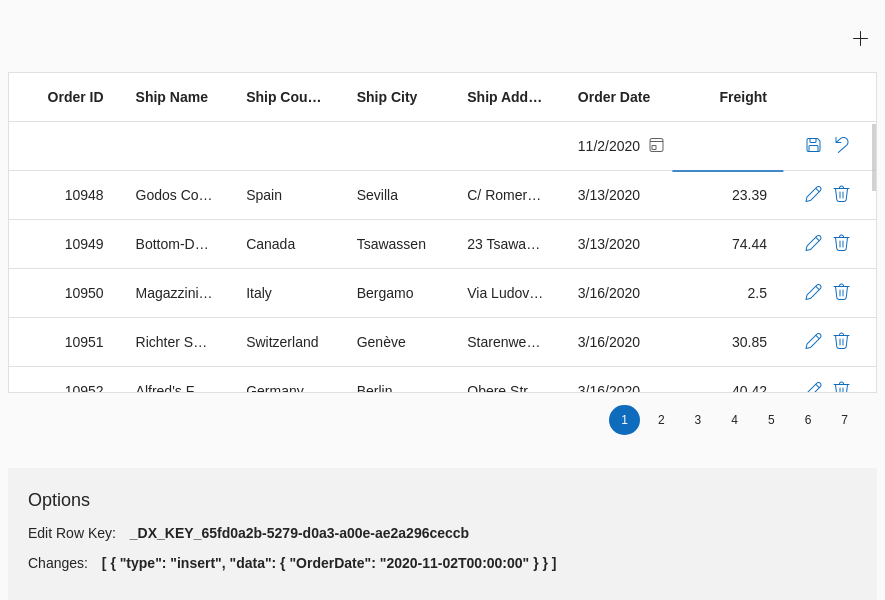 Order ID Ship Name Ship Cou… Ship City Ship Add… Order Date Freight
11/2/2020
10948 Godos Co… Spain Sevilla C/ Romer… 3/13/2020 23.39
10949 Bottom-D… Canada Tsawassen 23 Tsawa… 3/13/2020 74.44
10950 Magazzini… Italy Bergamo Via Ludov… 3/16/2020 2.5
10951 Richter S… Switzerland Genève Starenwe… 3/16/2020 30.85
10952 Alfred's F… Germany Berlin Obere Str… 3/16/2020 40.42
1 2 3 4 5 6 7
Options
Edit Row Key: _DX_KEY_65fd0a2b-5279-d0a3-a00e-ae2a296ceccb
Changes: [ { "type": "insert", "data": { "OrderDate": "2020-11-02T00:00:00" } } ]